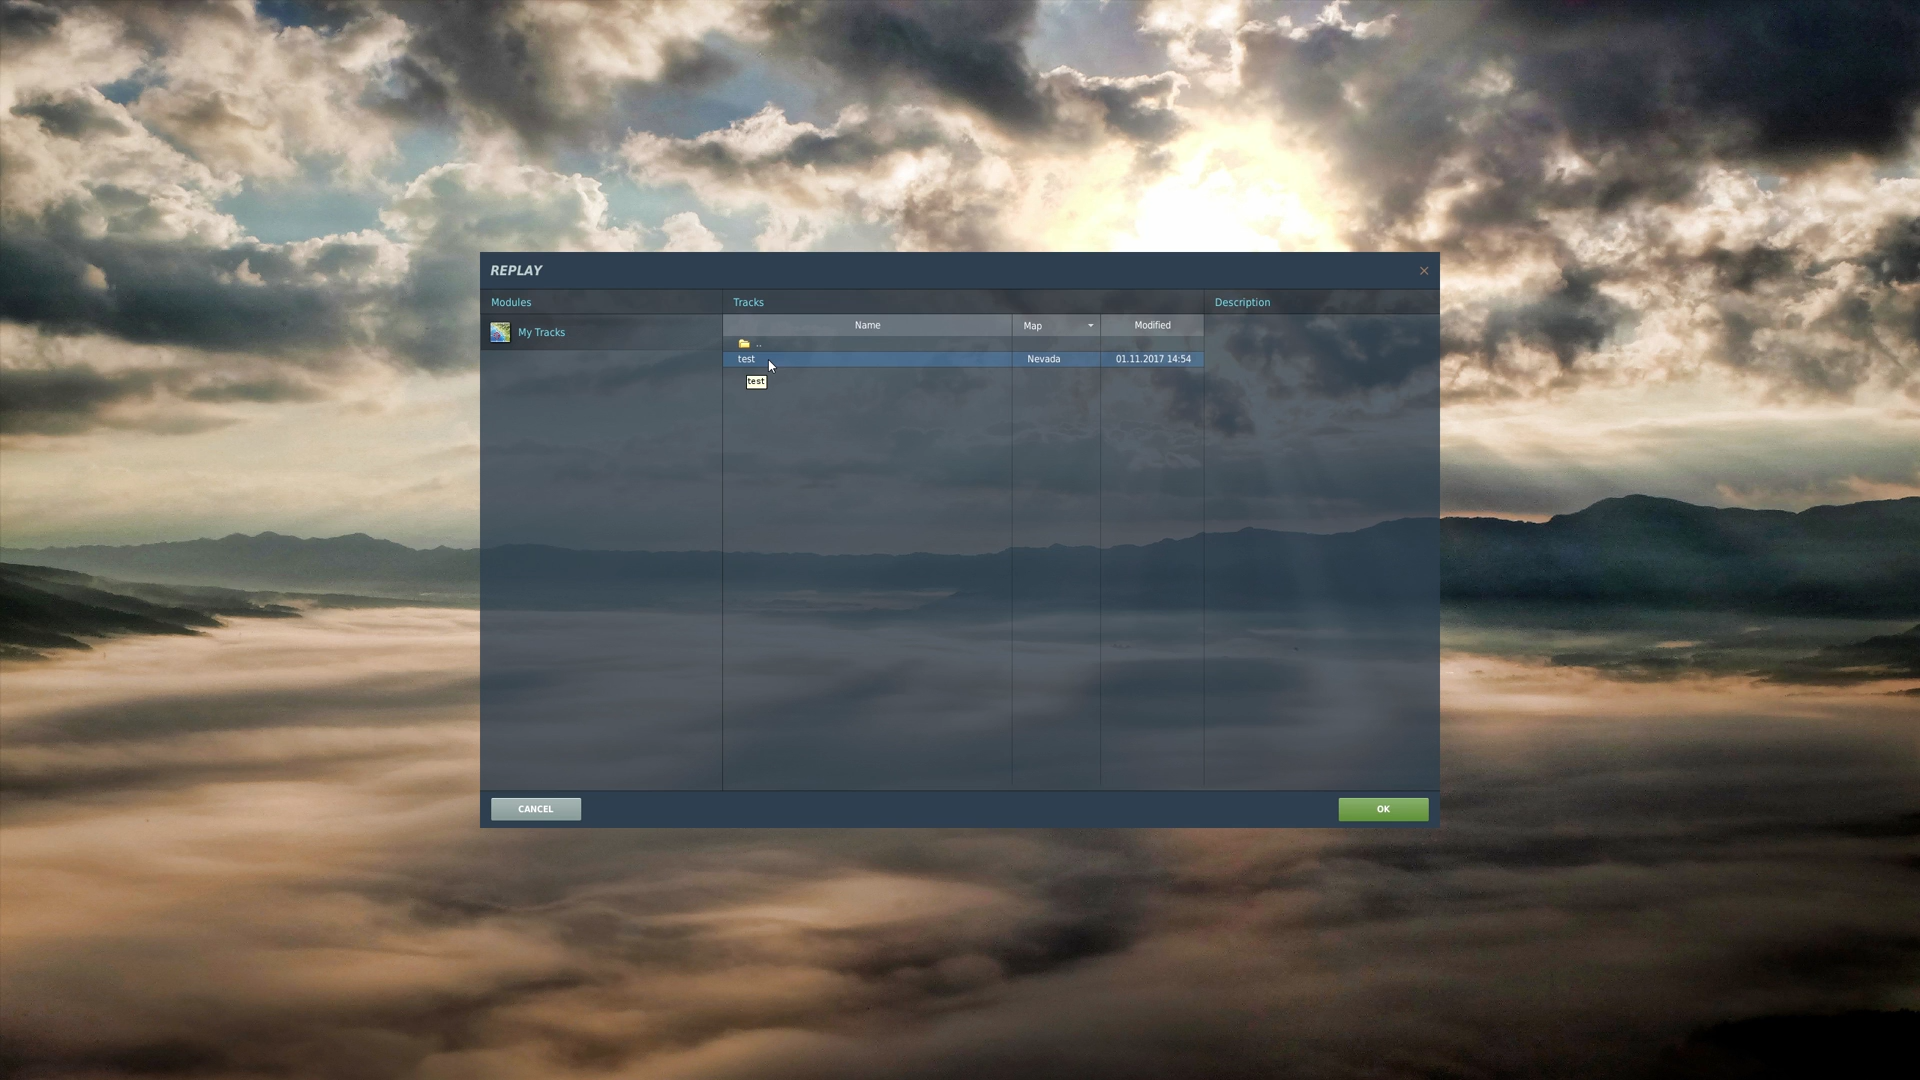 REPLAY
Modules
Tracks
Description
My Tracks
Name
Map
Modified
..
test
Nevada
01.11.2017 14:54
test
CANCEL
OK